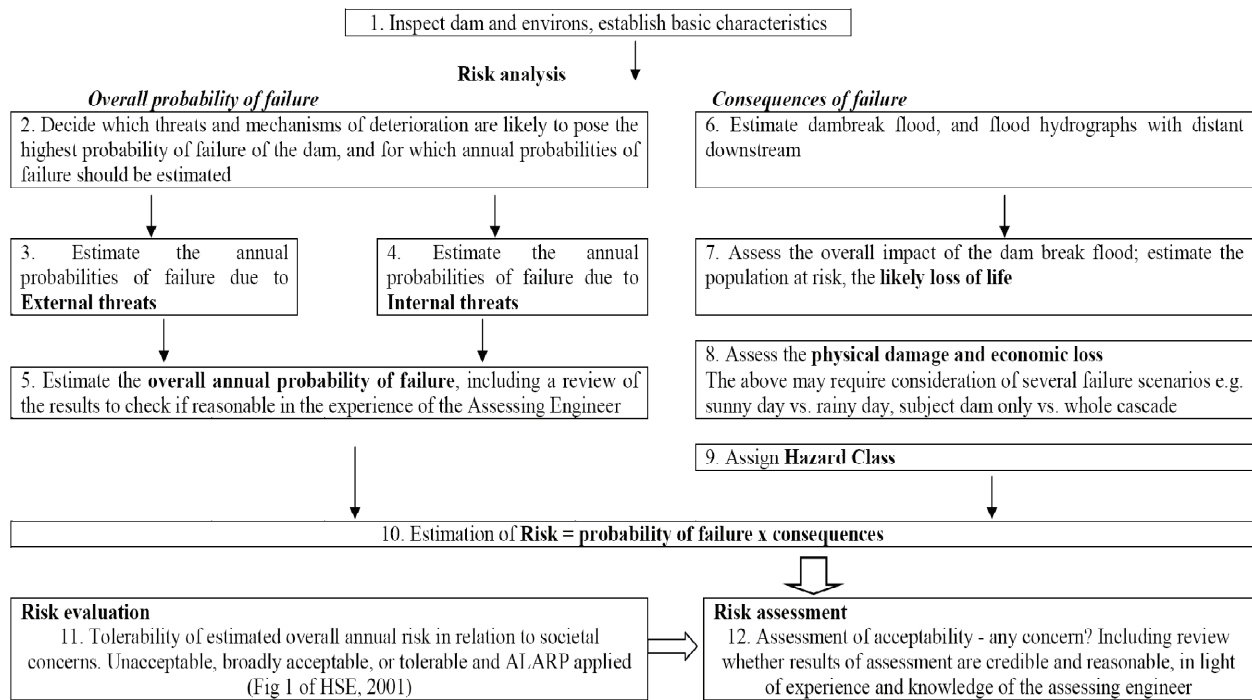 1. Inspect dam and environs, establish basic characteristics
Risk analysis
Overall probability of failure
2. Decide which threats and mechanisms of deterioration are likely to pose the
highest probability of failure of the dam, and for which annual probabilities of
failure should be estimated
3. Estimate the annual
probabilities of failure due to
External threats
4. Estimate the annual
probabilities of failure due to
Internal threats
5. Estimate the overall annual probability of failure, including a review of
the results to check if reasonable in the experience of the Assessing Engineer
Consequences of failure
6. Estimate dambreak flood, and flood hydrographs with distant
downstream
7. Assess the overall impact of the dam break flood; estimate the
population at risk, the likely loss of life
8. Assess the physical damage and economic loss
The above may require consideration of several failure scenarios e.g.
sunny day vs. rainy day, subject dam only vs. whole cascade
9. Assign Hazard Class
10. Estimation of Risk = probability of failure x consequences
Risk evaluation
11. Tolerability of estimated overall annual risk in relation to societal
concerns. Unacceptable, broadly acceptable, or tolerable and ALARP applied
(Fig 1 of HSE, 2001)
Risk assessment
12. Assessment of acceptability - any concern? Including review
whether results of assessment are credible and reasonable, in light
of experience and knowledge of the assessing engineer